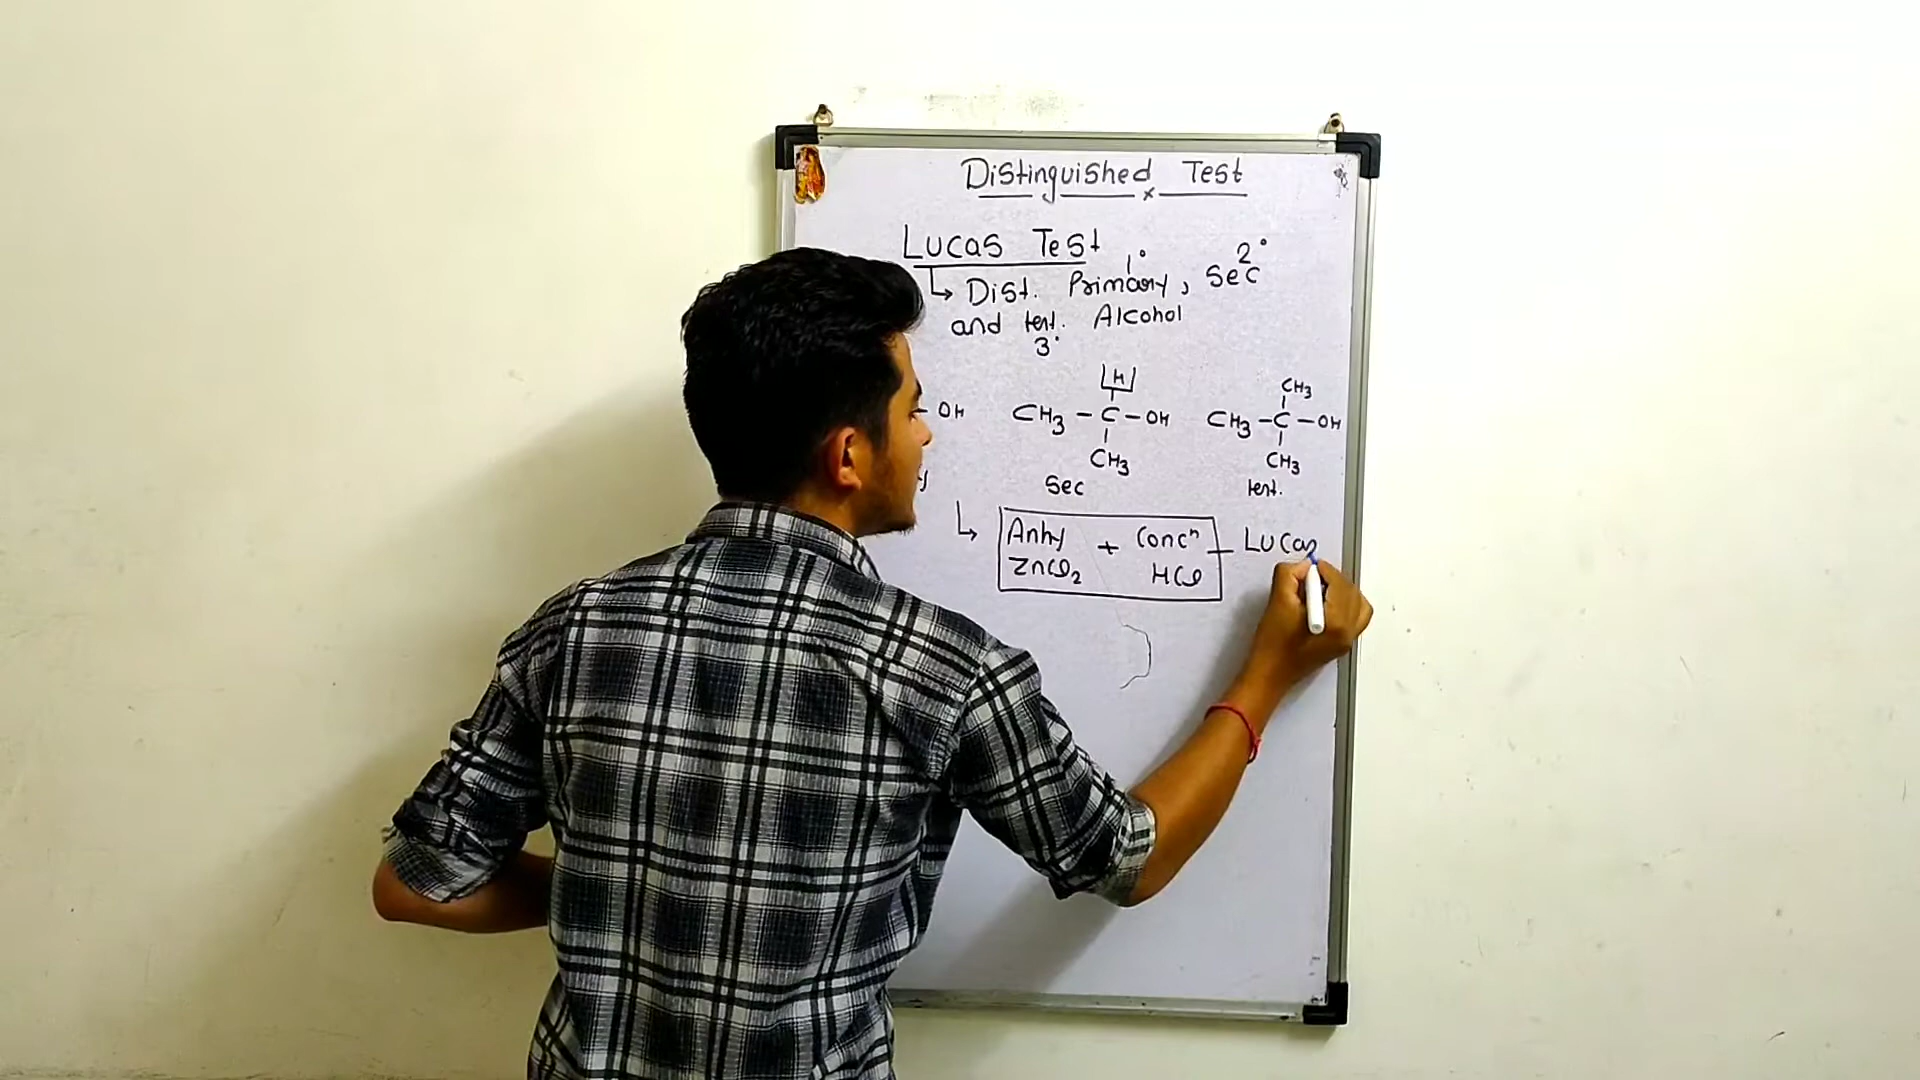 Distinguished Test
Lucas Test
1° 2°
↳ Dist. Primary, Sec
and tert. Alcohol
3°
H CH3
OH CH3 - C - OH CH3 - C - OH
CH3 CH3
Sec tert.
↳ Anhy + Concn - Lucas
ZnCl2 HCl